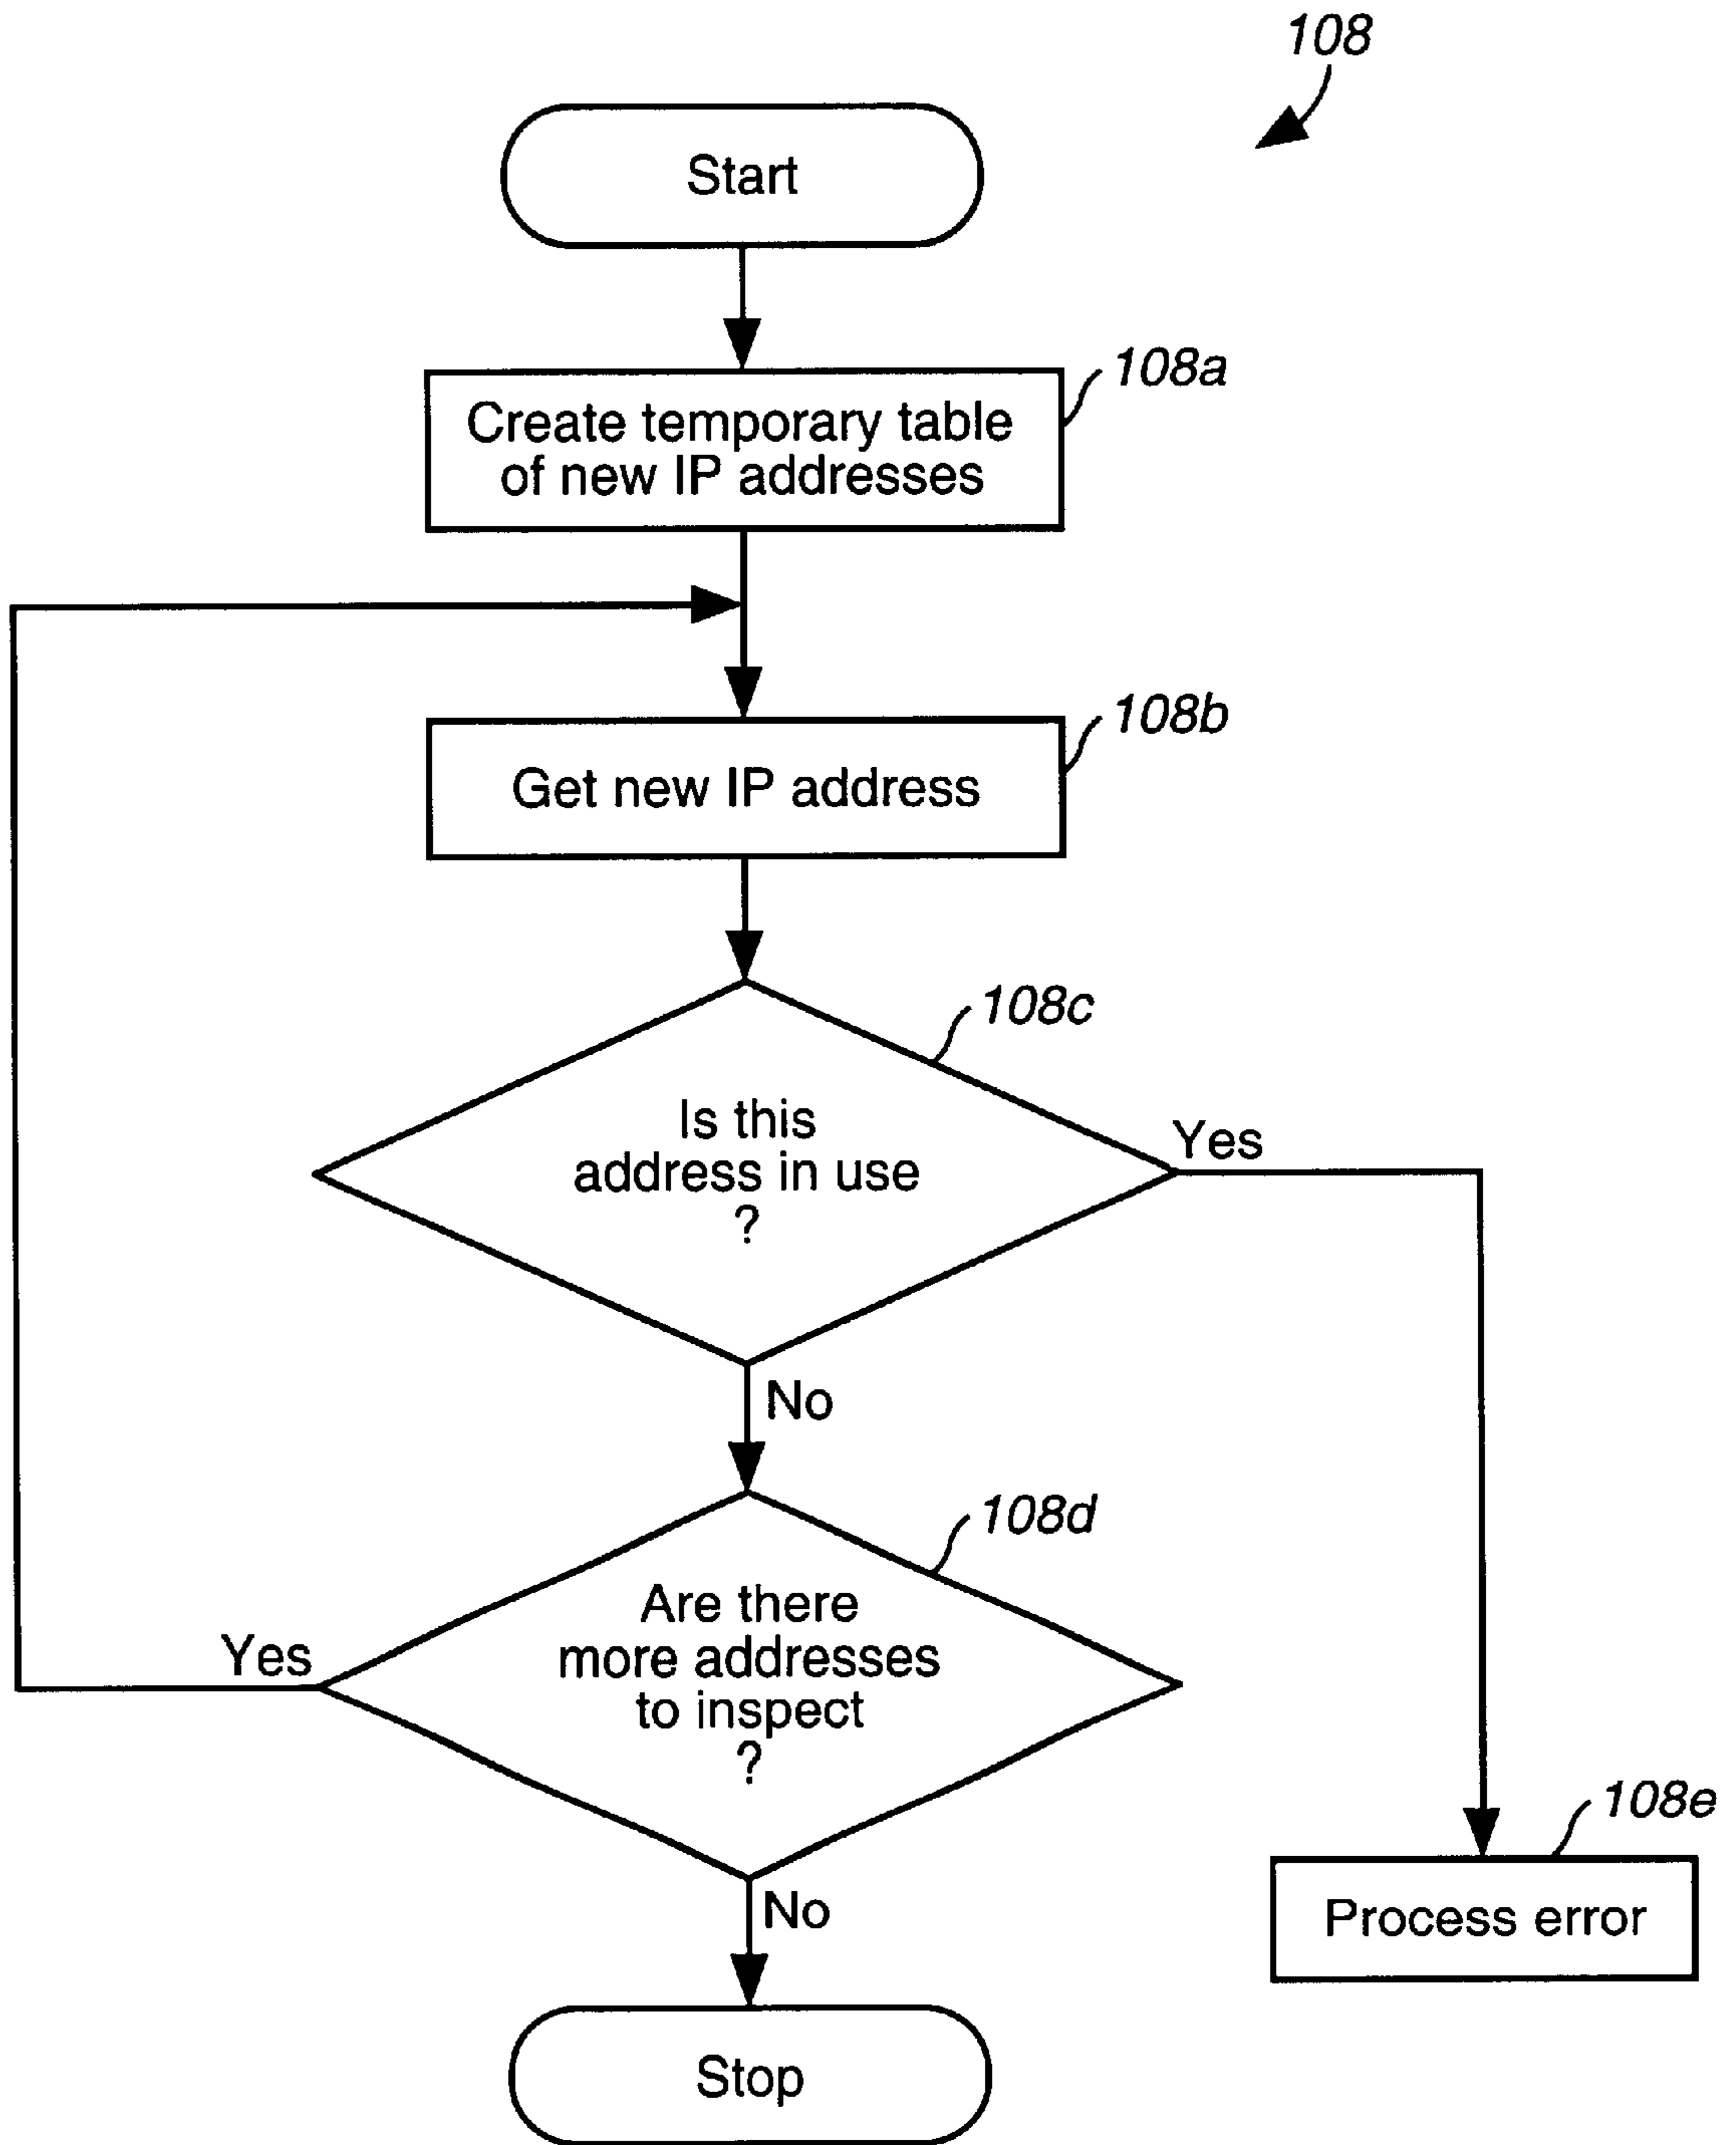 108
Start
108a
Create temporary table
of new IP addresses
108b
Get new IP address
108c
Is this
address in use
?
Yes
No
108d
Are there
more addresses
to inspect
?
Yes
No
108e
Process error
Stop